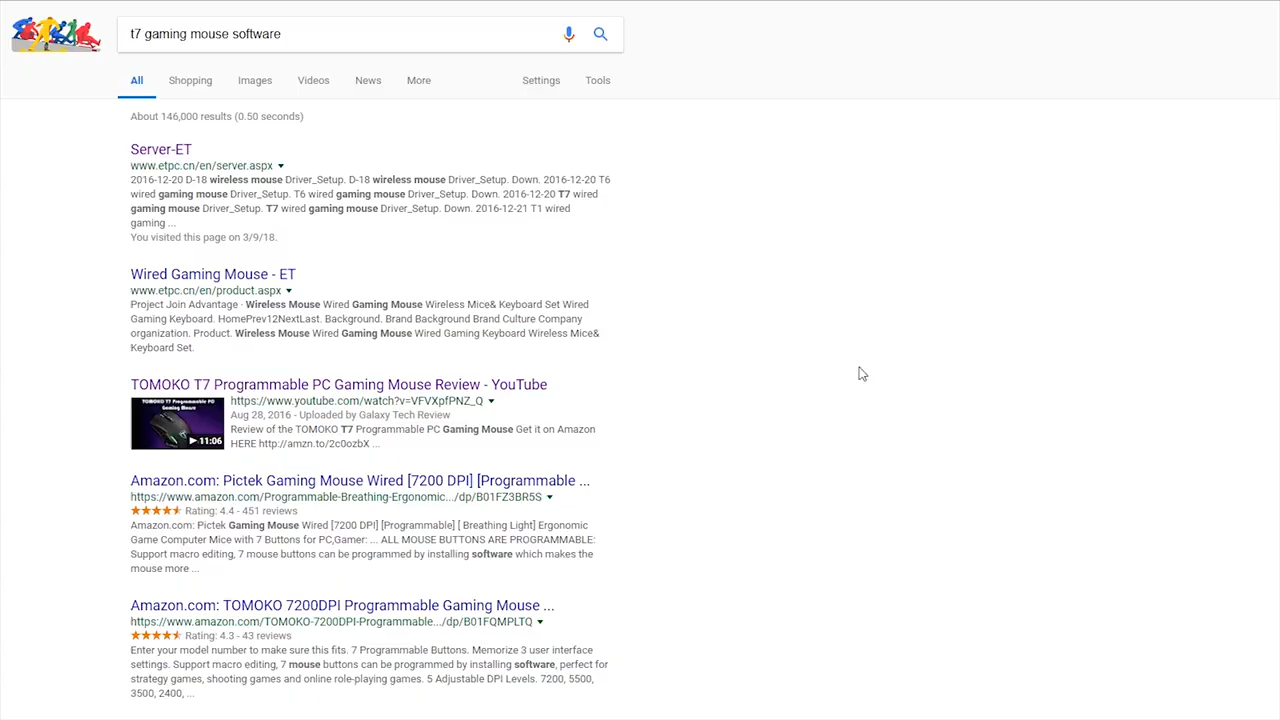 t7 gaming mouse software
All Shopping Images Videos News More Settings Tools
About 146,000 results (0.50 seconds)
Server-ET
www.etpc.cn/en/server.aspx
2016-12-20 D-18 wireless mouse Driver_Setup. D-18 wireless mouse Driver_Setup. Down. 2016-12-20 T6
wired gaming mouse Driver_Setup. T6 wired gaming mouse Driver_Setup. Down. 2016-12-20 T7 wired
gaming mouse Driver_Setup. T7 wired gaming mouse Driver_Setup. Down. 2016-12-21 T1 wired
gaming ...
You visited this page on 3/9/18.
Wired Gaming Mouse - ET
www.etpc.cn/en/product.aspx
Project Join Advantage · Wireless Mouse Wired Gaming Mouse Wireless Mice& Keyboard Set Wired
Gaming Keyboard. HomePrev12NextLast. Background. Brand Background Brand Culture Company
organization. Product. Wireless Mouse Wired Gaming Mouse Wired Gaming Keyboard Wireless Mice&
Keyboard Set.
TOMOKO T7 Programmable PC Gaming Mouse Review - YouTube
TOMOKO T7 Programmable PC
Gaming Mouse
11:06
https://www.youtube.com/watch?v=VFVXpfPNZ_Q
Aug 28, 2016 - Uploaded by Galaxy Tech Review
Review of the TOMOKO T7 Programmable PC Gaming Mouse Get it on Amazon
HERE http://amzn.to/2c0ozbX ...
Amazon.com: Pictek Gaming Mouse Wired [7200 DPI] [Programmable ...
https://www.amazon.com/Programmable-Breathing-Ergonomic.../dp/B01FZ3BR5S
Rating: 4.4 - 451 reviews
Amazon.com: Pictek Gaming Mouse Wired [7200 DPI] [Programmable] [ Breathing Light] Ergonomic
Game Computer Mice with 7 Buttons for PC,Gamer: ... ALL MOUSE BUTTONS ARE PROGRAMMABLE:
Support macro editing, 7 mouse buttons can be programmed by installing software which makes the
mouse more ...
Amazon.com: TOMOKO 7200DPI Programmable Gaming Mouse ...
https://www.amazon.com/TOMOKO-7200DPI-Programmable.../dp/B01FQMPLTQ
Rating: 4.3 - 43 reviews
Enter your model number to make sure this fits. 7 Programmable Buttons. Memorize 3 user interface
settings. Support macro editing, 7 mouse buttons can be programmed by installing software, perfect for
strategy games, shooting games and online role-playing games. 5 Adjustable DPI Levels. 7200, 5500,
3500, 2400, ...